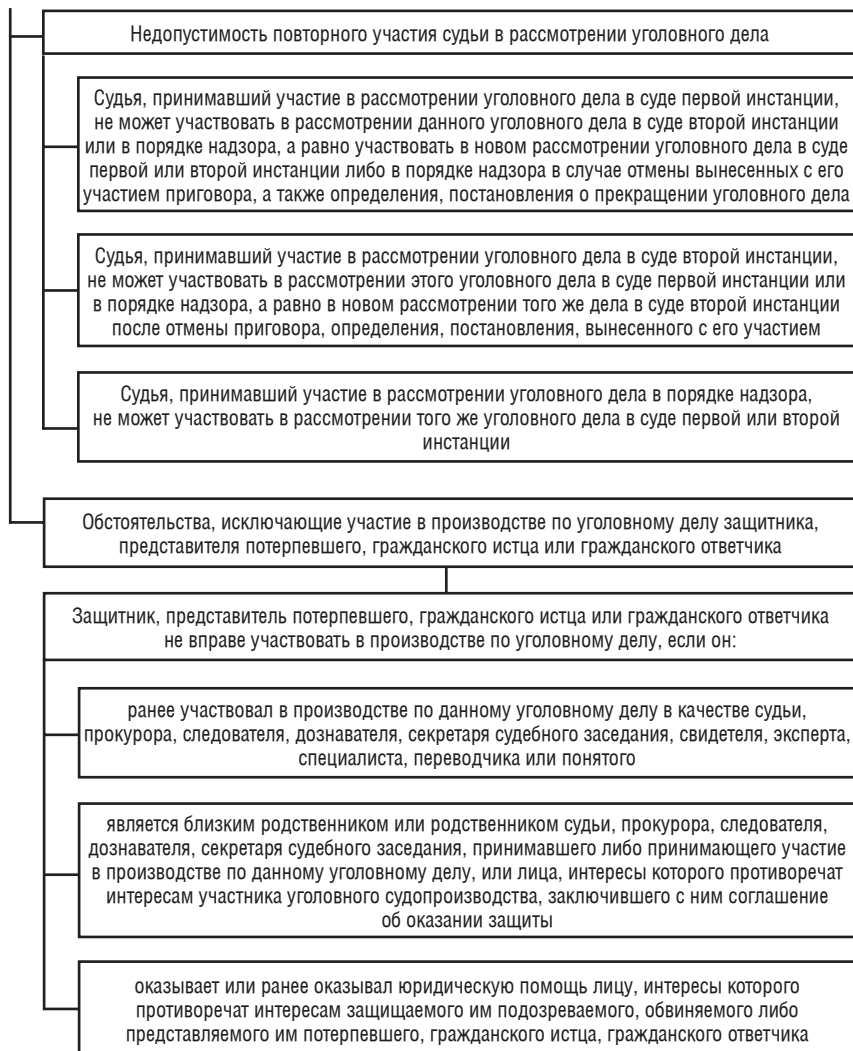 Недопустимость повторного участия судьи в рассмотрении уголовного дела
Судья, принимавший участие в рассмотрении уголовного дела в суде первой инстанции,
не может участвовать в рассмотрении данного уголовного дела в суде второй инстанции
или в порядке надзора, а равно участвовать в новом рассмотрении уголовного дела в суде
первой или второй инстанции либо в порядке надзора в случае отмены вынесенных с его
участием приговора, а также определения, постановления о прекращении уголовного дела
Судья, принимавший участие в рассмотрении уголовного дела в суде второй инстанции,
не может участвовать в рассмотрении этого уголовного дела в суде первой инстанции или
в порядке надзора, а равно в новом рассмотрении того же дела в суде второй инстанции
после отмены приговора, определения, постановления, вынесенного с его участием
Судья, принимавший участие в рассмотрении уголовного дела в порядке надзора,
не может участвовать в рассмотрении того же уголовного дела в суде первой или второй
инстанции
Обстоятельства, исключающие участие в производстве по уголовному делу защитника,
представителя потерпевшего, гражданского истца или гражданского ответчика
Защитник, представитель потерпевшего, гражданского истца или гражданского ответчика
не вправе участвовать в производстве по уголовному делу, если он:
ранее участвовал в производстве по данному уголовному делу в качестве судьи,
прокурора, следователя, дознавателя, секретаря судебного заседания, свидетеля, эксперта,
специалиста, переводчика или понятого
является близким родственником или родственником судьи, прокурора, следователя,
дознавателя, секретаря судебного заседания, принимавшего либо принимающего участие
в производстве по данному уголовному делу, или лица, интересы которого противоречат
интересам участника уголовного судопроизводства, заключившего с ним соглашение
об оказании защиты
оказывает или ранее оказывал юридическую помощь лицу, интересы которого
противоречат интересам защищаемого им подозреваемого, обвиняемого либо
представляемого им потерпевшего, гражданского истца, гражданского ответчика